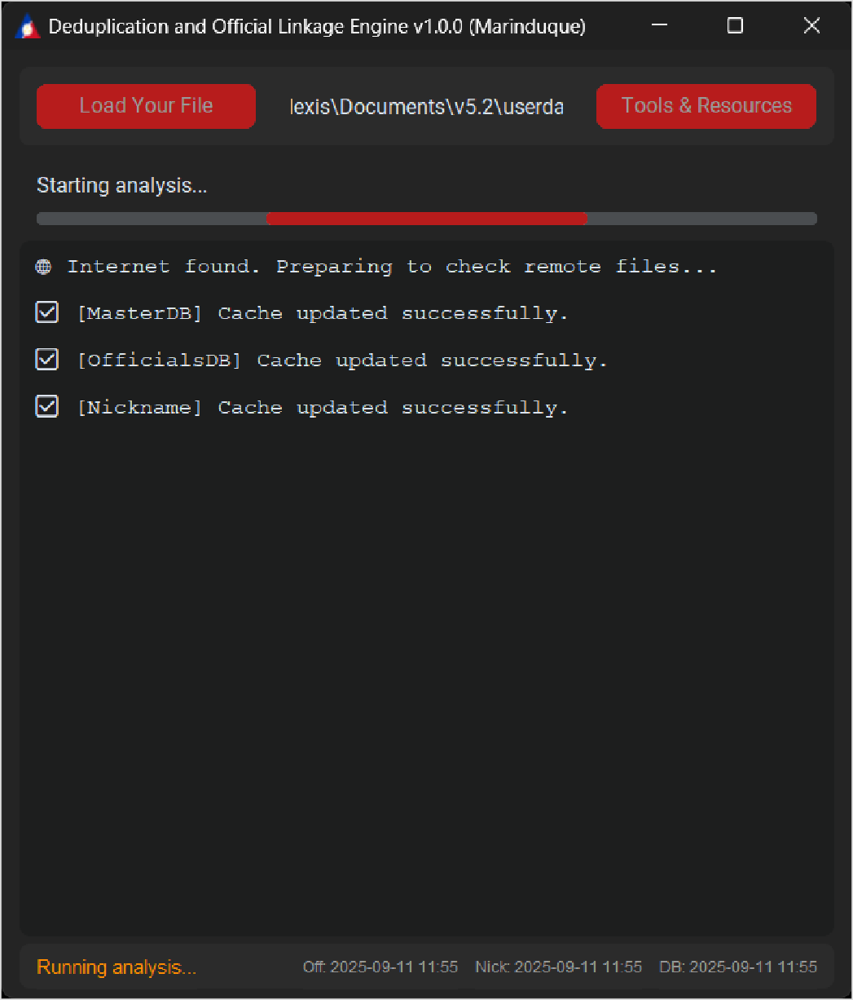 Deduplication and Official Linkage Engine v1.0.0 (Marinduque)
Load Your File lexis\Documents\v5.2\userda Tools & Resources
Starting analysis...
Internet found. Preparing to check remote files...
[MasterDB] Cache updated successfully.
[OfficialsDB] Cache updated successfully.
[Nickname] Cache updated successfully.
Running analysis... Off: 2025-09-11 11:55 Nick: 2025-09-11 11:55 DB: 2025-09-11 11:55